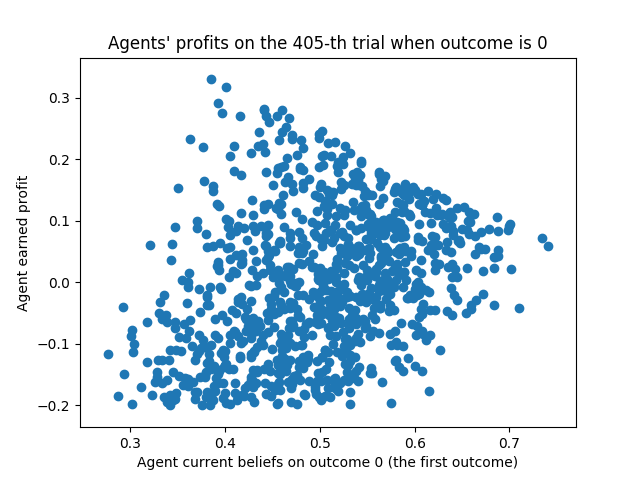 Agents' profits on the 405-th trial when outcome is 0
Agent earned profit
0.3
0.2
0.1
0.0
−0.1
−0.2
0.3 0.4 0.5 0.6 0.7
Agent current beliefs on outcome 0 (the first outcome)